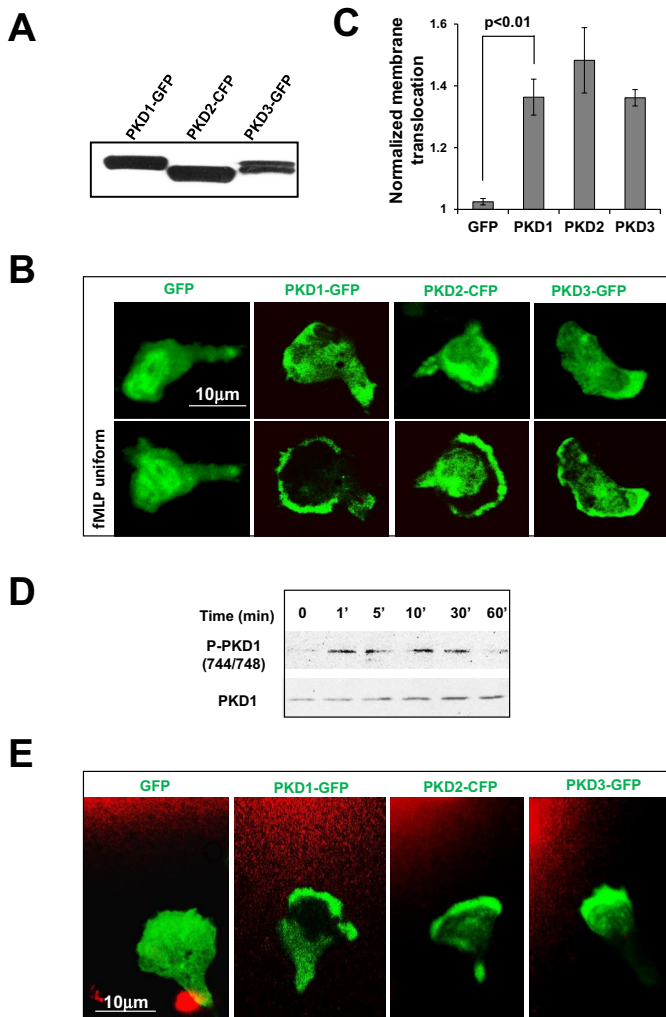 A
PKD1-GFP
PKD2-CFP
PKD3-GFP
C
Normalized membrane
translocation
p<0.01
1.6
1.4
1.2
1
GFP PKD1 PKD2 PKD3
B
GFP PKD1-GFP PKD2-CFP PKD3-GFP
10μm
fMLP uniform
D
Time (min) 0 1’ 5’ 10’ 30’ 60’
P-PKD1
(744/748)
PKD1
E
GFP PKD1-GFP PKD2-CFP PKD3-GFP
10μm